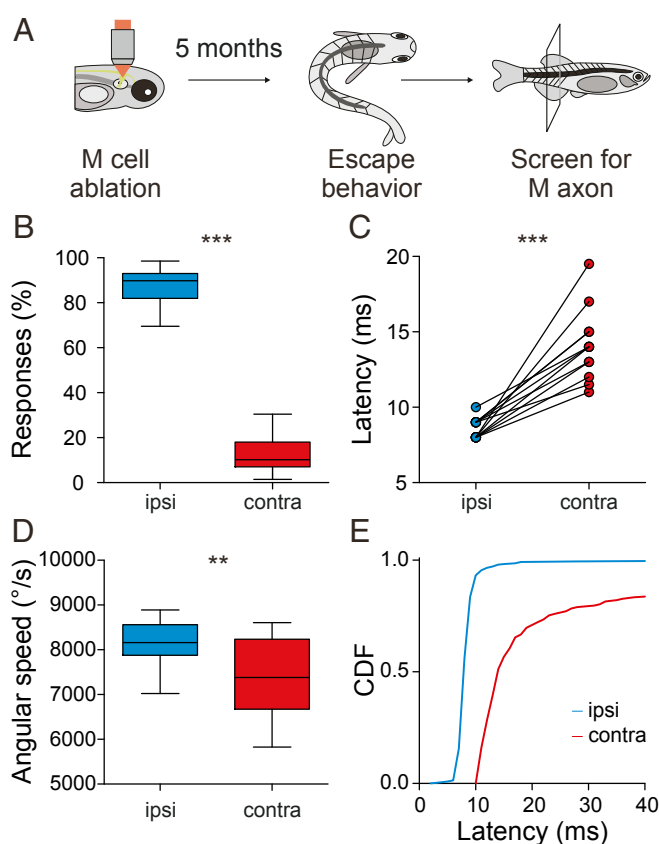 A
5 months
M cell
ablation
Escape
behavior
Screen for
M axon
B
***
Responses (%)
100
80
60
40
20
0
ipsi
contra
C
***
Latency (ms)
20
15
10
5
ipsi
contra
D
**
Angular speed (°/s)
10000
9000
8000
7000
6000
5000
ipsi
contra
E
CDF
1.0
0.5
0.0
ipsi
contra
0
10
20
30
40
Latency (ms)